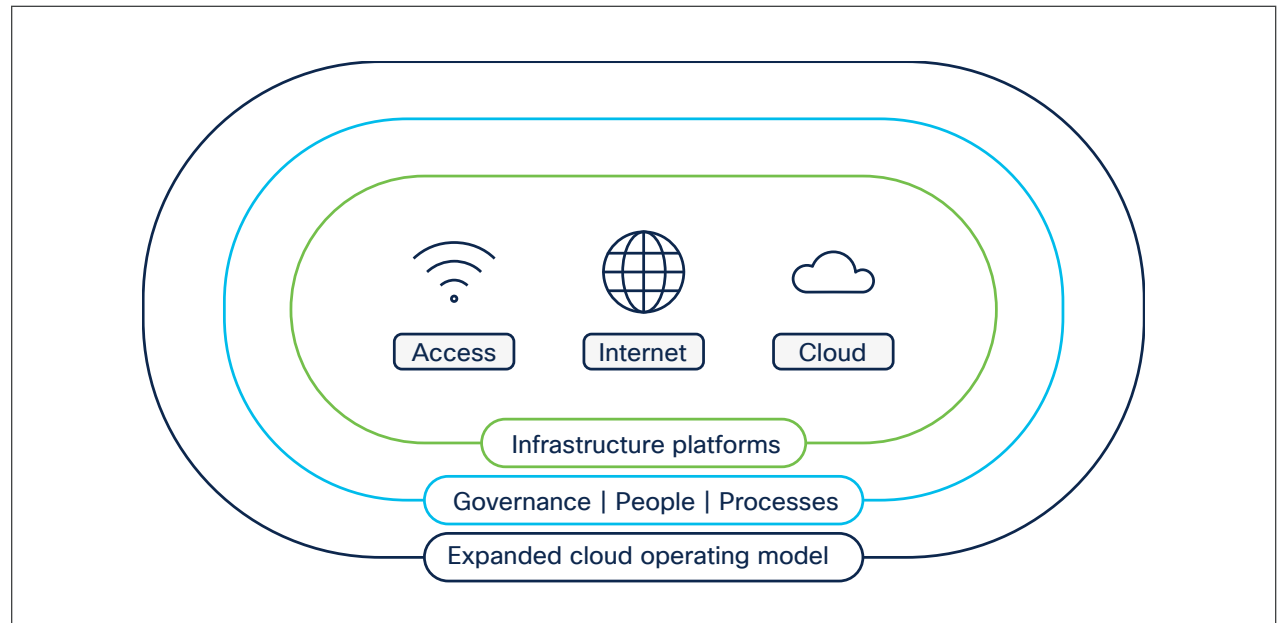 Access
Internet
Cloud
Infrastructure platforms
Governance | People | Processes
Expanded cloud operating model